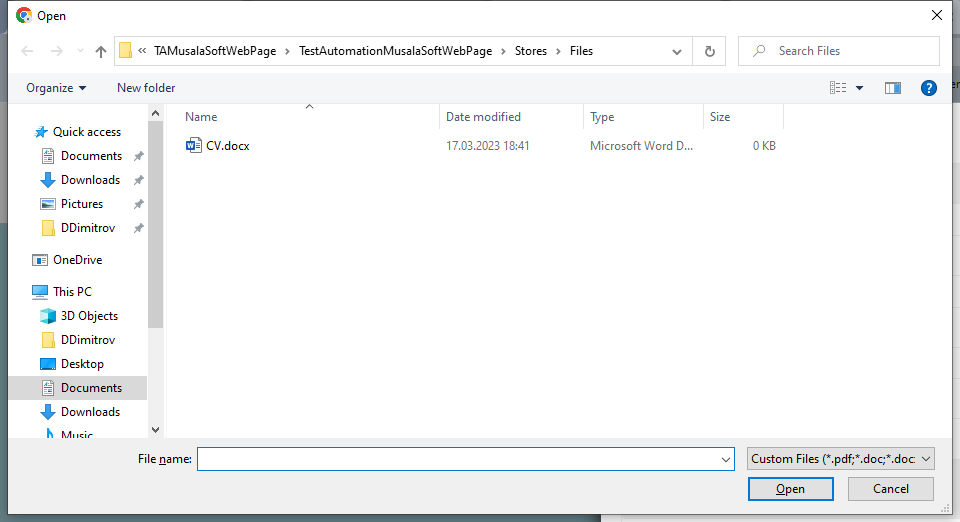 Open
« TAMusalaSoftWebPage > TestAutomationMusalaSoftWebPage > Stores > Files
Search Files
Organize New folder
Name Date modified Type Size
CV.docx 17.03.2023 18:41 Microsoft Word D... 0 KB
Quick access
Documents
Downloads
Pictures
DDimitrov
OneDrive
This PC
3D Objects
DDimitrov
Desktop
Documents
Downloads
Music
File name:
Custom Files (*.pdf;*.doc;*.doc
Open Cancel